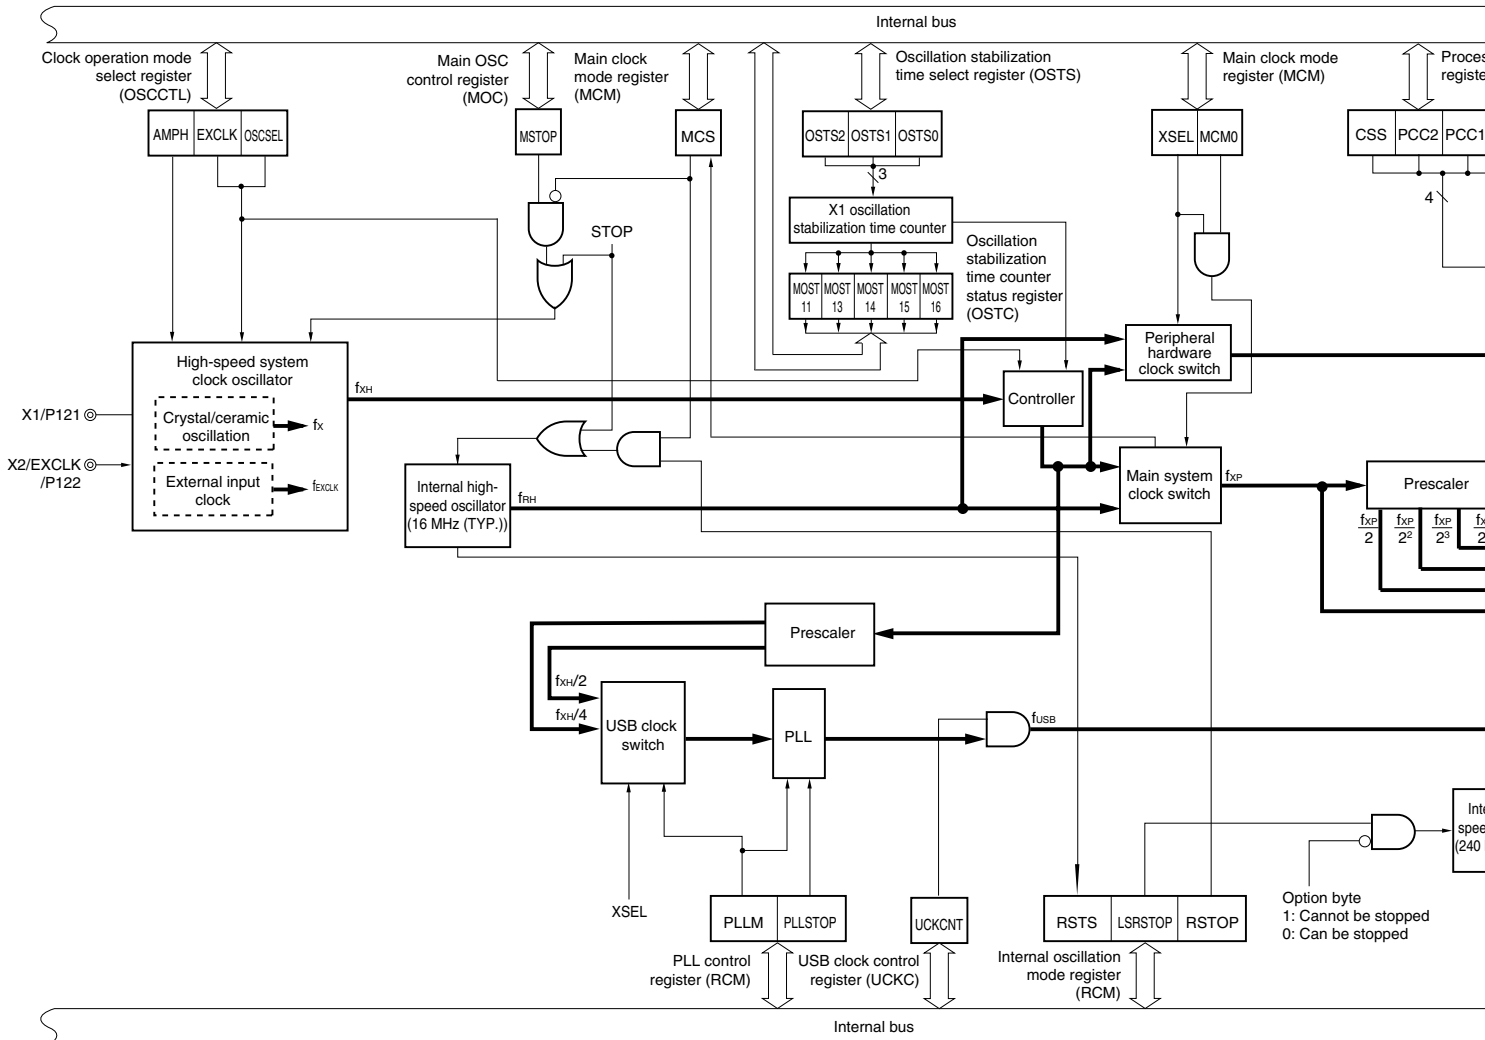 Internal bus
Clock operation mode
select register
(OSCCTL)
Main OSC
control register
(MOC)
Main clock
mode register
(MCM)
Oscillation stabilization
time select register (OSTS)
Main clock mode
register (MCM)
AMPH EXCLK OSCSEL
MSTOP
MCS
OSTS2 OSTS1 OSTS0
XSEL MCM0
CSS PCC2 PCC1
3
4
X1 oscillation
stabilization time counter
STOP
Oscillation
stabilization
time counter
status register
(OSTC)
MOST 11
MOST 13
MOST 14
MOST 15
MOST 16
High-speed system
clock oscillator
Crystal/ceramic
oscillation
fX
External input
clock
fEXCLK
X1/P121
X2/EXCLK
/P122
fXH
Controller
Peripheral
hardware
clock switch
Internal high-
speed oscillator
(16 MHz (TYP.))
fRH
Main system
clock switch
fXP
Prescaler
fXP/2
fXP/2²
fXP/2³
Prescaler
fXH/2
fXH/4
USB clock
switch
PLL
fUSB
XSEL
PLLM PLLSTOP
UCKCNT
RSTS LSRSTOP RSTOP
Option byte
1: Cannot be stopped
0: Can be stopped
(240
PLL control
register (RCM)
USB clock control
register (UCKC)
Internal oscillation
mode register
(RCM)
Internal bus